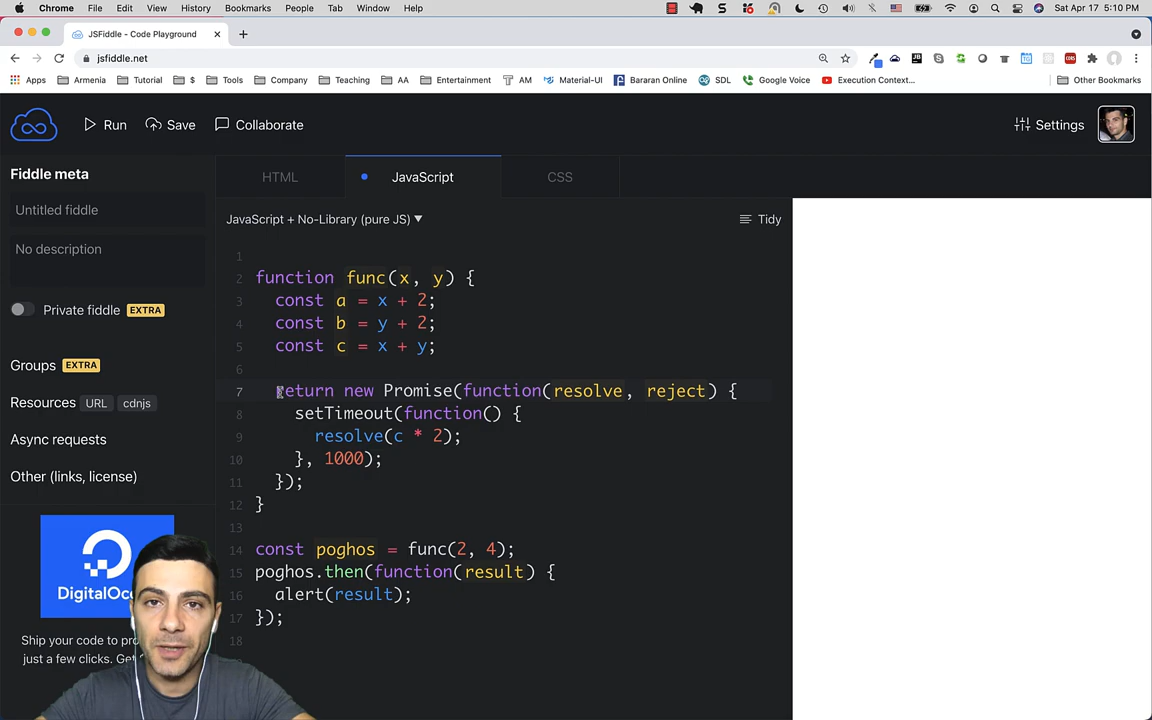 Chrome File Edit View History Bookmarks People Tab Window Help Sat Apr 17 5:10 PM
JSFiddle - Code Playground
jsfiddle.net
Apps Armenia Tutorial $ Tools Company Teaching AA Entertainment AM Material-UI Bararan Online SDL Google Voice Execution Context... Other Bookmarks
Run Save Collaborate Settings
Fiddle meta
Untitled fiddle
No description
Private fiddle EXTRA
Groups EXTRA
Resources URL cdnjs
Async requests
Other (links, license)
DigitalOc
Ship your code to pro
just a few clicks. Get
HTML JavaScript CSS
JavaScript + No-Library (pure JS) ▼ Tidy
1
2 function func(x, y) {
3 const a = x + 2;
4 const b = y + 2;
5 const c = x + y;
6
7 return new Promise(function(resolve, reject) {
8 setTimeout(function() {
9 resolve(c * 2);
10 }, 1000);
11 });
12 }
13
14 const poghos = func(2, 4);
15 poghos.then(function(result) {
16 alert(result);
17 });
18